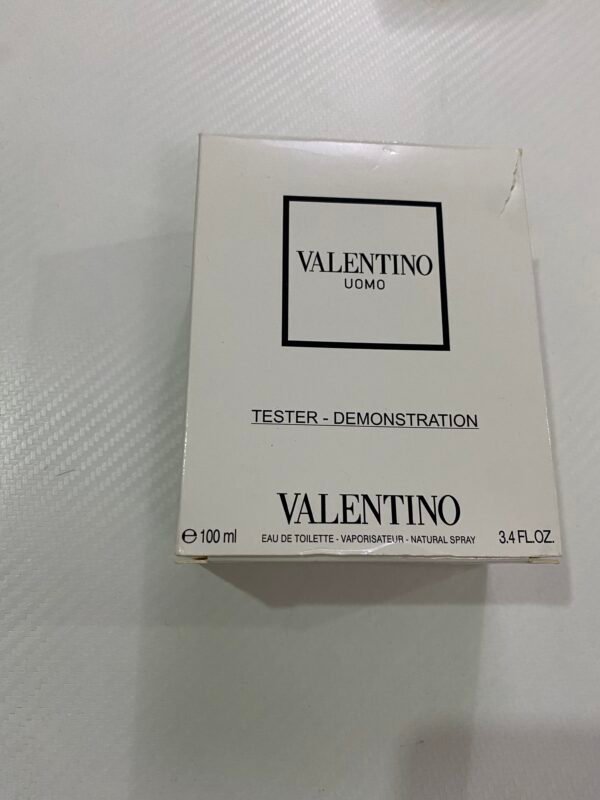 VALENTINO
UOMO
TESTER - DEMONSTRATION
VALENTINO
℮ 100 ml EAU DE TOILETTE - VAPORISATEUR - NATURAL SPRAY 3.4 FL.OZ.